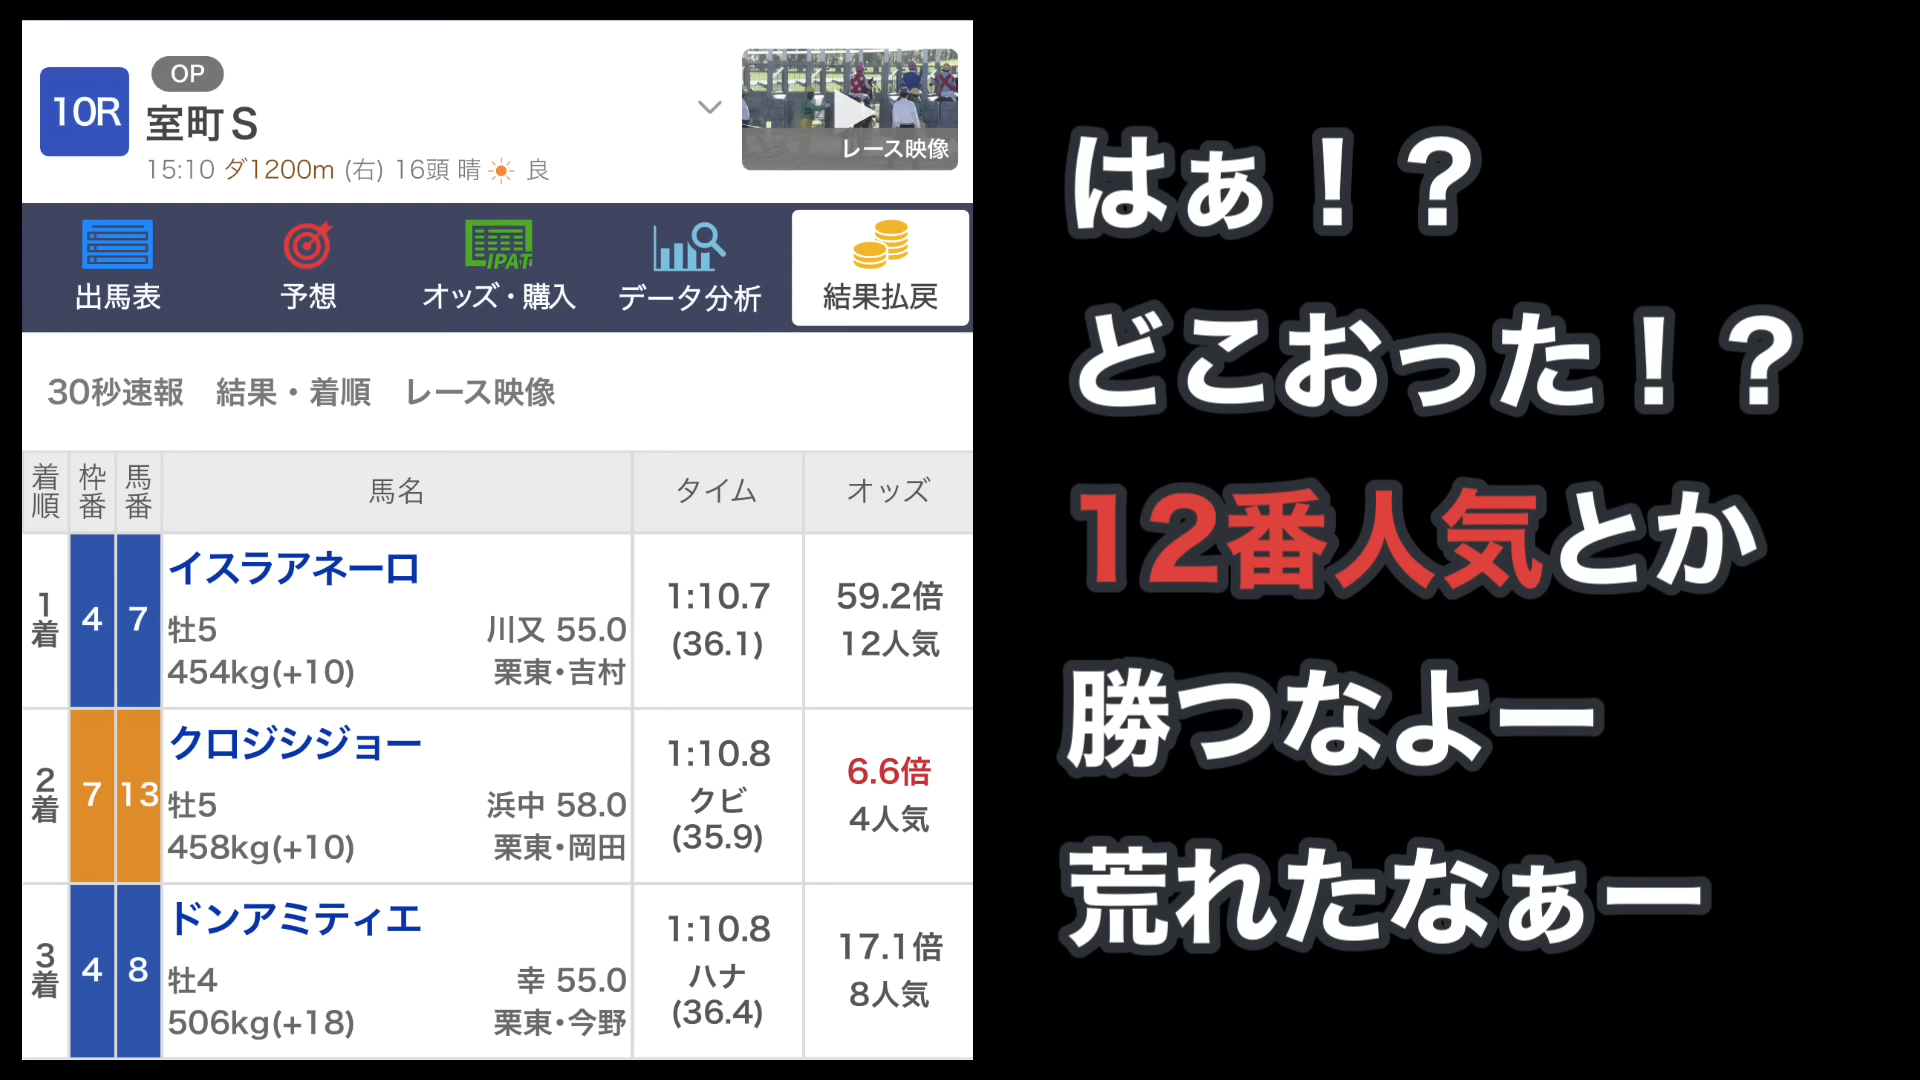 10R
OP
室町S
15:10 ダ1200m (右) 16頭 晴 良
レース映像
出馬表
予想
IPAT
オッズ・購入
データ分析
結果払戻
30秒速報 結果・着順 レース映像
着順 枠番 馬番 馬名 タイム オッズ
1着 4 7
イスラアネーロ
牡5 川又 55.0
454kg(+10) 栗東・吉村
1:10.7
(36.1)
59.2倍
12人気
2着 7 13
クロジシジョー
牡5 浜中 58.0
458kg(+10) 栗東・岡田
1:10.8
クビ
(35.9)
6.6倍
4人気
3着 4 8
ドンアミティエ
牡4 幸 55.0
506kg(+18) 栗東・今野
1:10.8
ハナ
(36.4)
17.1倍
8人気
はぁ！？
どこおった！？
12番人気とか
勝つなよー
荒れたなぁー